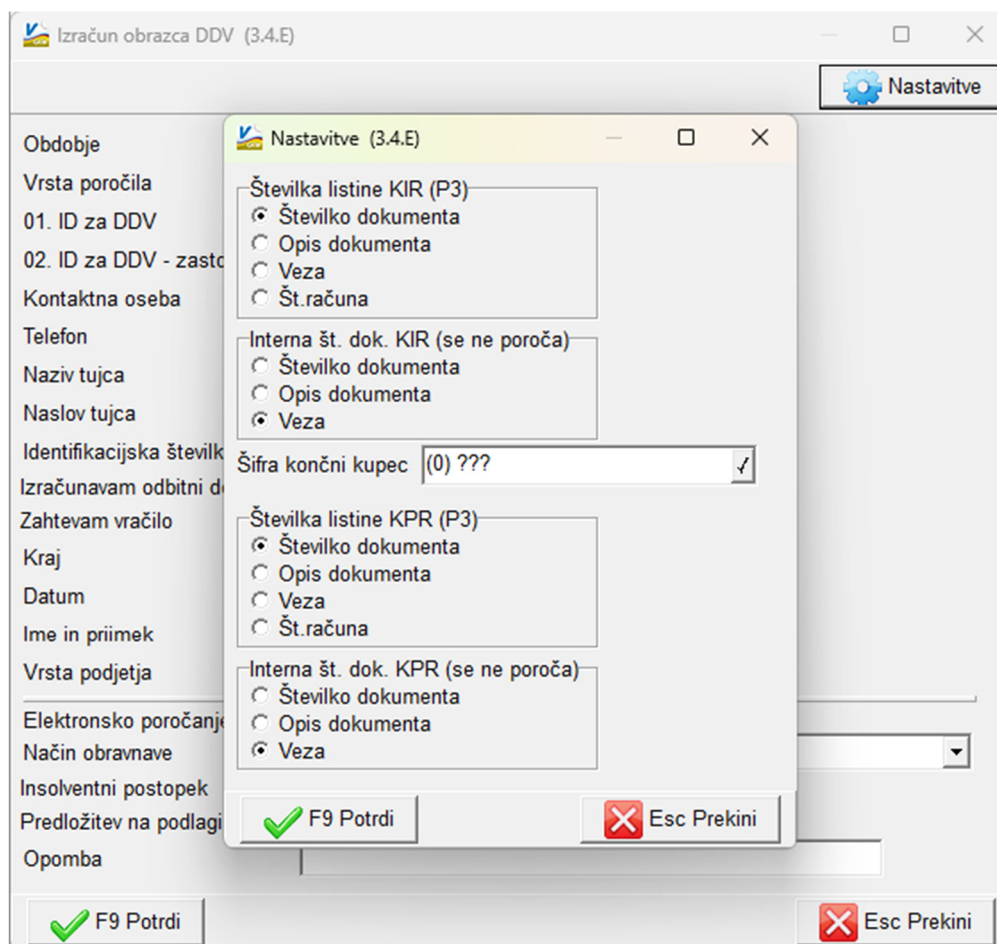 Izračun obrazca DDV (3.4.E)
Nastavitve
Obdobje
Vrsta poročila
01. ID za DDV
02. ID za DDV - zasto
Kontaktna oseba
Telefon
Naziv tujca
Naslov tujca
Identifikacijska številk
Izračunavam odbitni d
Zahtevam vračilo
Kraj
Datum
Ime in priimek
Vrsta podjetja
Elektronsko poročanje
Način obravnave
Insolventni postopek
Predložitev na podlagi
Opomba
F9 Potrdi
Esc Prekini
Nastavitve (3.4.E)
Številka listine KIR (P3)
Številko dokumenta
Opis dokumenta
Veza
Št.računa
Interna št. dok. KIR (se ne poroča)
Številko dokumenta
Opis dokumenta
Veza
Šifra končni kupec (0) ???
Številka listine KPR (P3)
Številko dokumenta
Opis dokumenta
Veza
Št.računa
Interna št. dok. KPR (se ne poroča)
Številko dokumenta
Opis dokumenta
Veza
F9 Potrdi
Esc Prekini